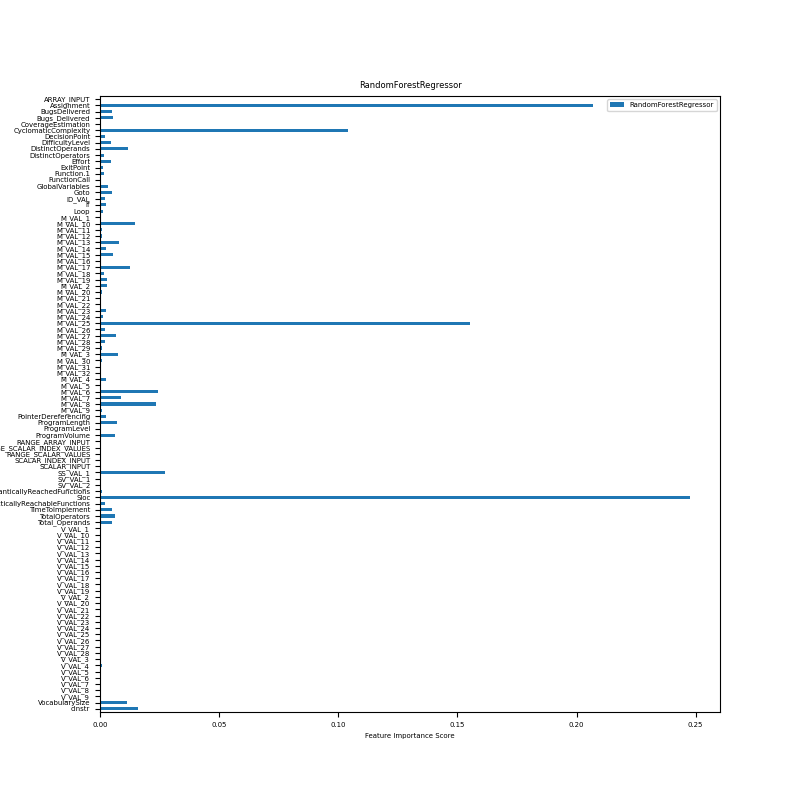 RandomForestRegressor
RandomForestRegressor
ARRAY_INPUT
Assignment
BugsDelivered
Bugs_Delivered
CoverageEstimation
CyclomaticComplexity
DecisionPoint
DifficultyLevel
DistinctOperands
DistinctOperators
Effort
ExitPoint
Function.1
FunctionCall
GlobalVariables
Goto
ID_VAL
If
Loop
M_VAL_1
M_VAL_10
M_VAL_11
M_VAL_12
M_VAL_13
M_VAL_14
M_VAL_15
M_VAL_16
M_VAL_17
M_VAL_18
M_VAL_19
M_VAL_2
M_VAL_20
M_VAL_21
M_VAL_22
M_VAL_23
M_VAL_24
M_VAL_25
M_VAL_26
M_VAL_27
M_VAL_28
M_VAL_29
M_VAL_3
M_VAL_30
M_VAL_31
M_VAL_32
M_VAL_4
M_VAL_5
M_VAL_6
M_VAL_7
M_VAL_8
M_VAL_9
PointerDereferencing
ProgramLength
ProgramLevel
ProgramVolume
RANGE_ARRAY_INPUT
E_SCALAR_INDEX_VALUES
RANGE_SCALAR_VALUES
SCALAR_INDEX_INPUT
SCALAR_INPUT
SS_VAL_1
SV_VAL_1
SV_VAL_2
anticallyReachedFunctions
Sloc
ticallyReachableFunctions
TimeToImplement
TotalOperators
Total_Operands
V_VAL_1
V_VAL_10
V_VAL_11
V_VAL_12
V_VAL_13
V_VAL_14
V_VAL_15
V_VAL_16
V_VAL_17
V_VAL_18
V_VAL_19
V_VAL_2
V_VAL_20
V_VAL_21
V_VAL_22
V_VAL_23
V_VAL_24
V_VAL_25
V_VAL_26
V_VAL_27
V_VAL_28
V_VAL_3
V_VAL_4
V_VAL_5
V_VAL_6
V_VAL_7
V_VAL_8
V_VAL_9
VocabularySize
cInstr
0.00 0.05 0.10 0.15 0.20 0.25
Feature Importance Score